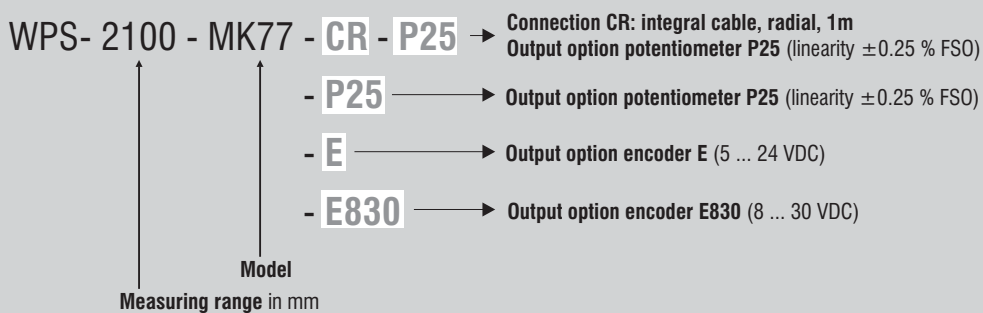 WPS- 2100 - MK77 - CR - P25
Connection CR: integral cable, radial, 1m
Output option potentiometer P25 (linearity ±0.25 % FSO)
- P25
Output option potentiometer P25 (linearity ±0.25 % FSO)
- E
Output option encoder E (5 ... 24 VDC)
- E830
Output option encoder E830 (8 ... 30 VDC)
Model
Measuring range in mm